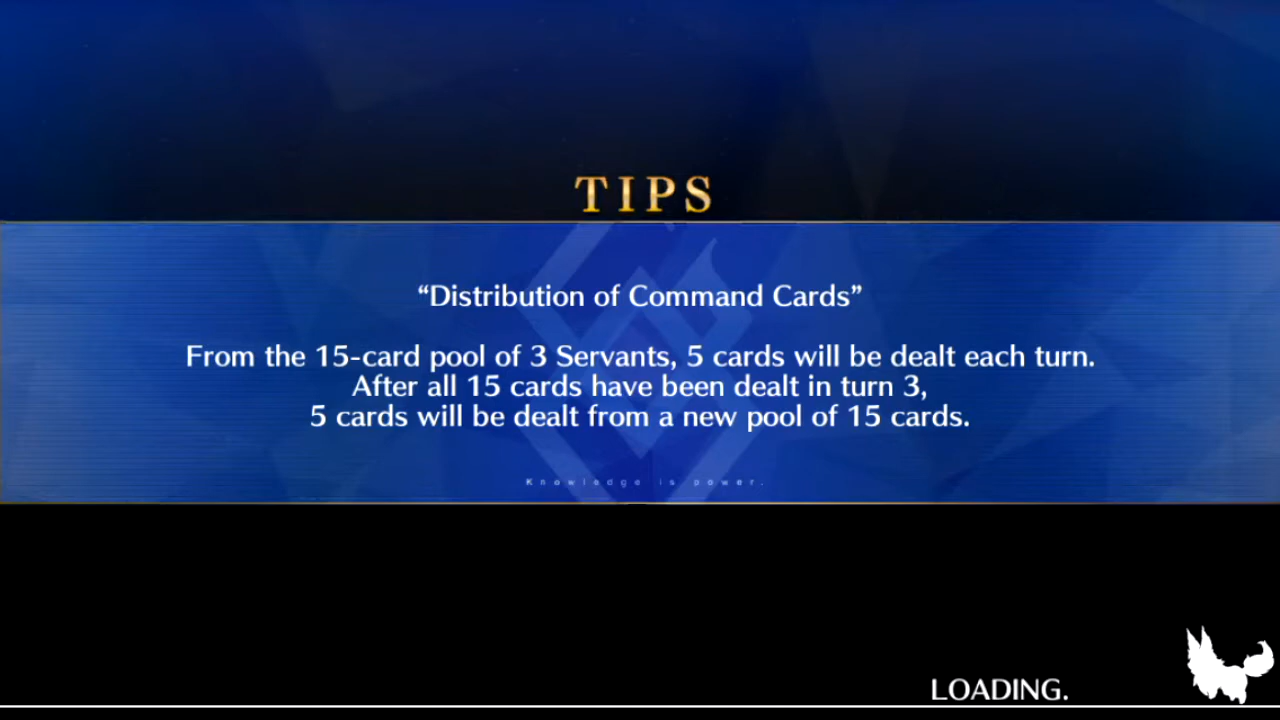 TIPS
“Distribution of Command Cards”
From the 15-card pool of 3 Servants, 5 cards will be dealt each turn.
After all 15 cards have been dealt in turn 3,
5 cards will be dealt from a new pool of 15 cards.
Knowledge is power.
LOADING.